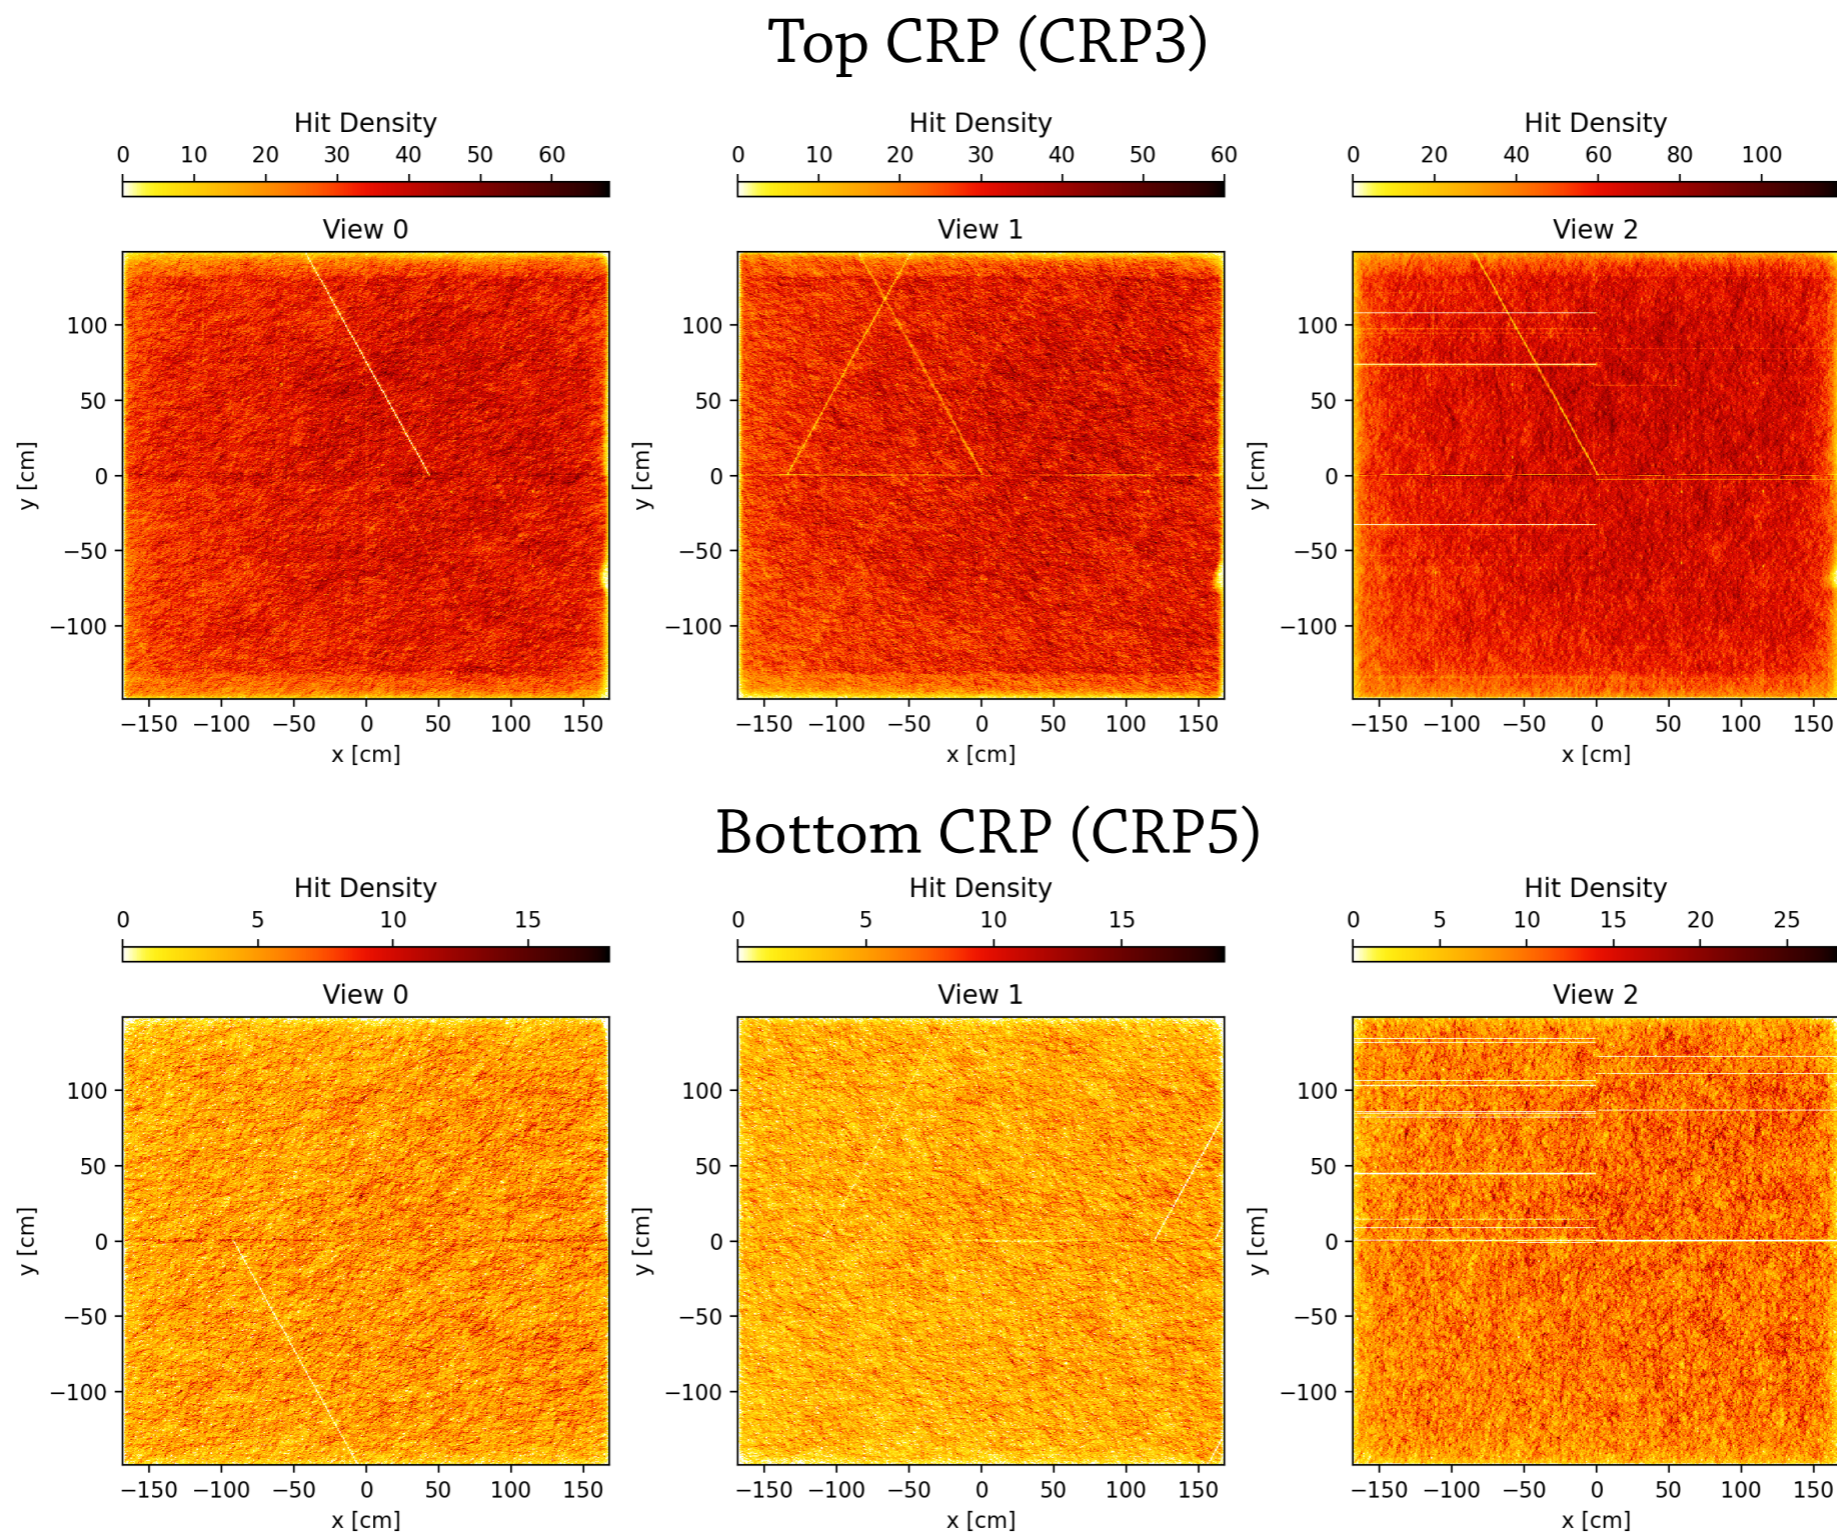 Top CRP (CRP3)
Hit Density Hit Density Hit Density
0 10 20 30 40 50 60 0 10 20 30 40 50 60 0 20 40 60 80 100
View 0 View 1 View 2
100 100 100
50 50 50
0 0 0
−50 −50 −50
−100 −100 −100
y [cm] y [cm] y [cm]
−150 −100 −50 0 50 100 150 −150 −100 −50 0 50 100 150 −150 −100 −50 0 50 100 150
x [cm] x [cm] x [cm]
Bottom CRP (CRP5)
Hit Density Hit Density Hit Density
0 5 10 15 0 5 10 15 0 5 10 15 20 25
View 0 View 1 View 2
100 100 100
50 50 50
0 0 0
−50 −50 −50
−100 −100 −100
y [cm] y [cm] y [cm]
−150 −100 −50 0 50 100 150 −150 −100 −50 0 50 100 150 −150 −100 −50 0 50 100 150
x [cm] x [cm] x [cm]